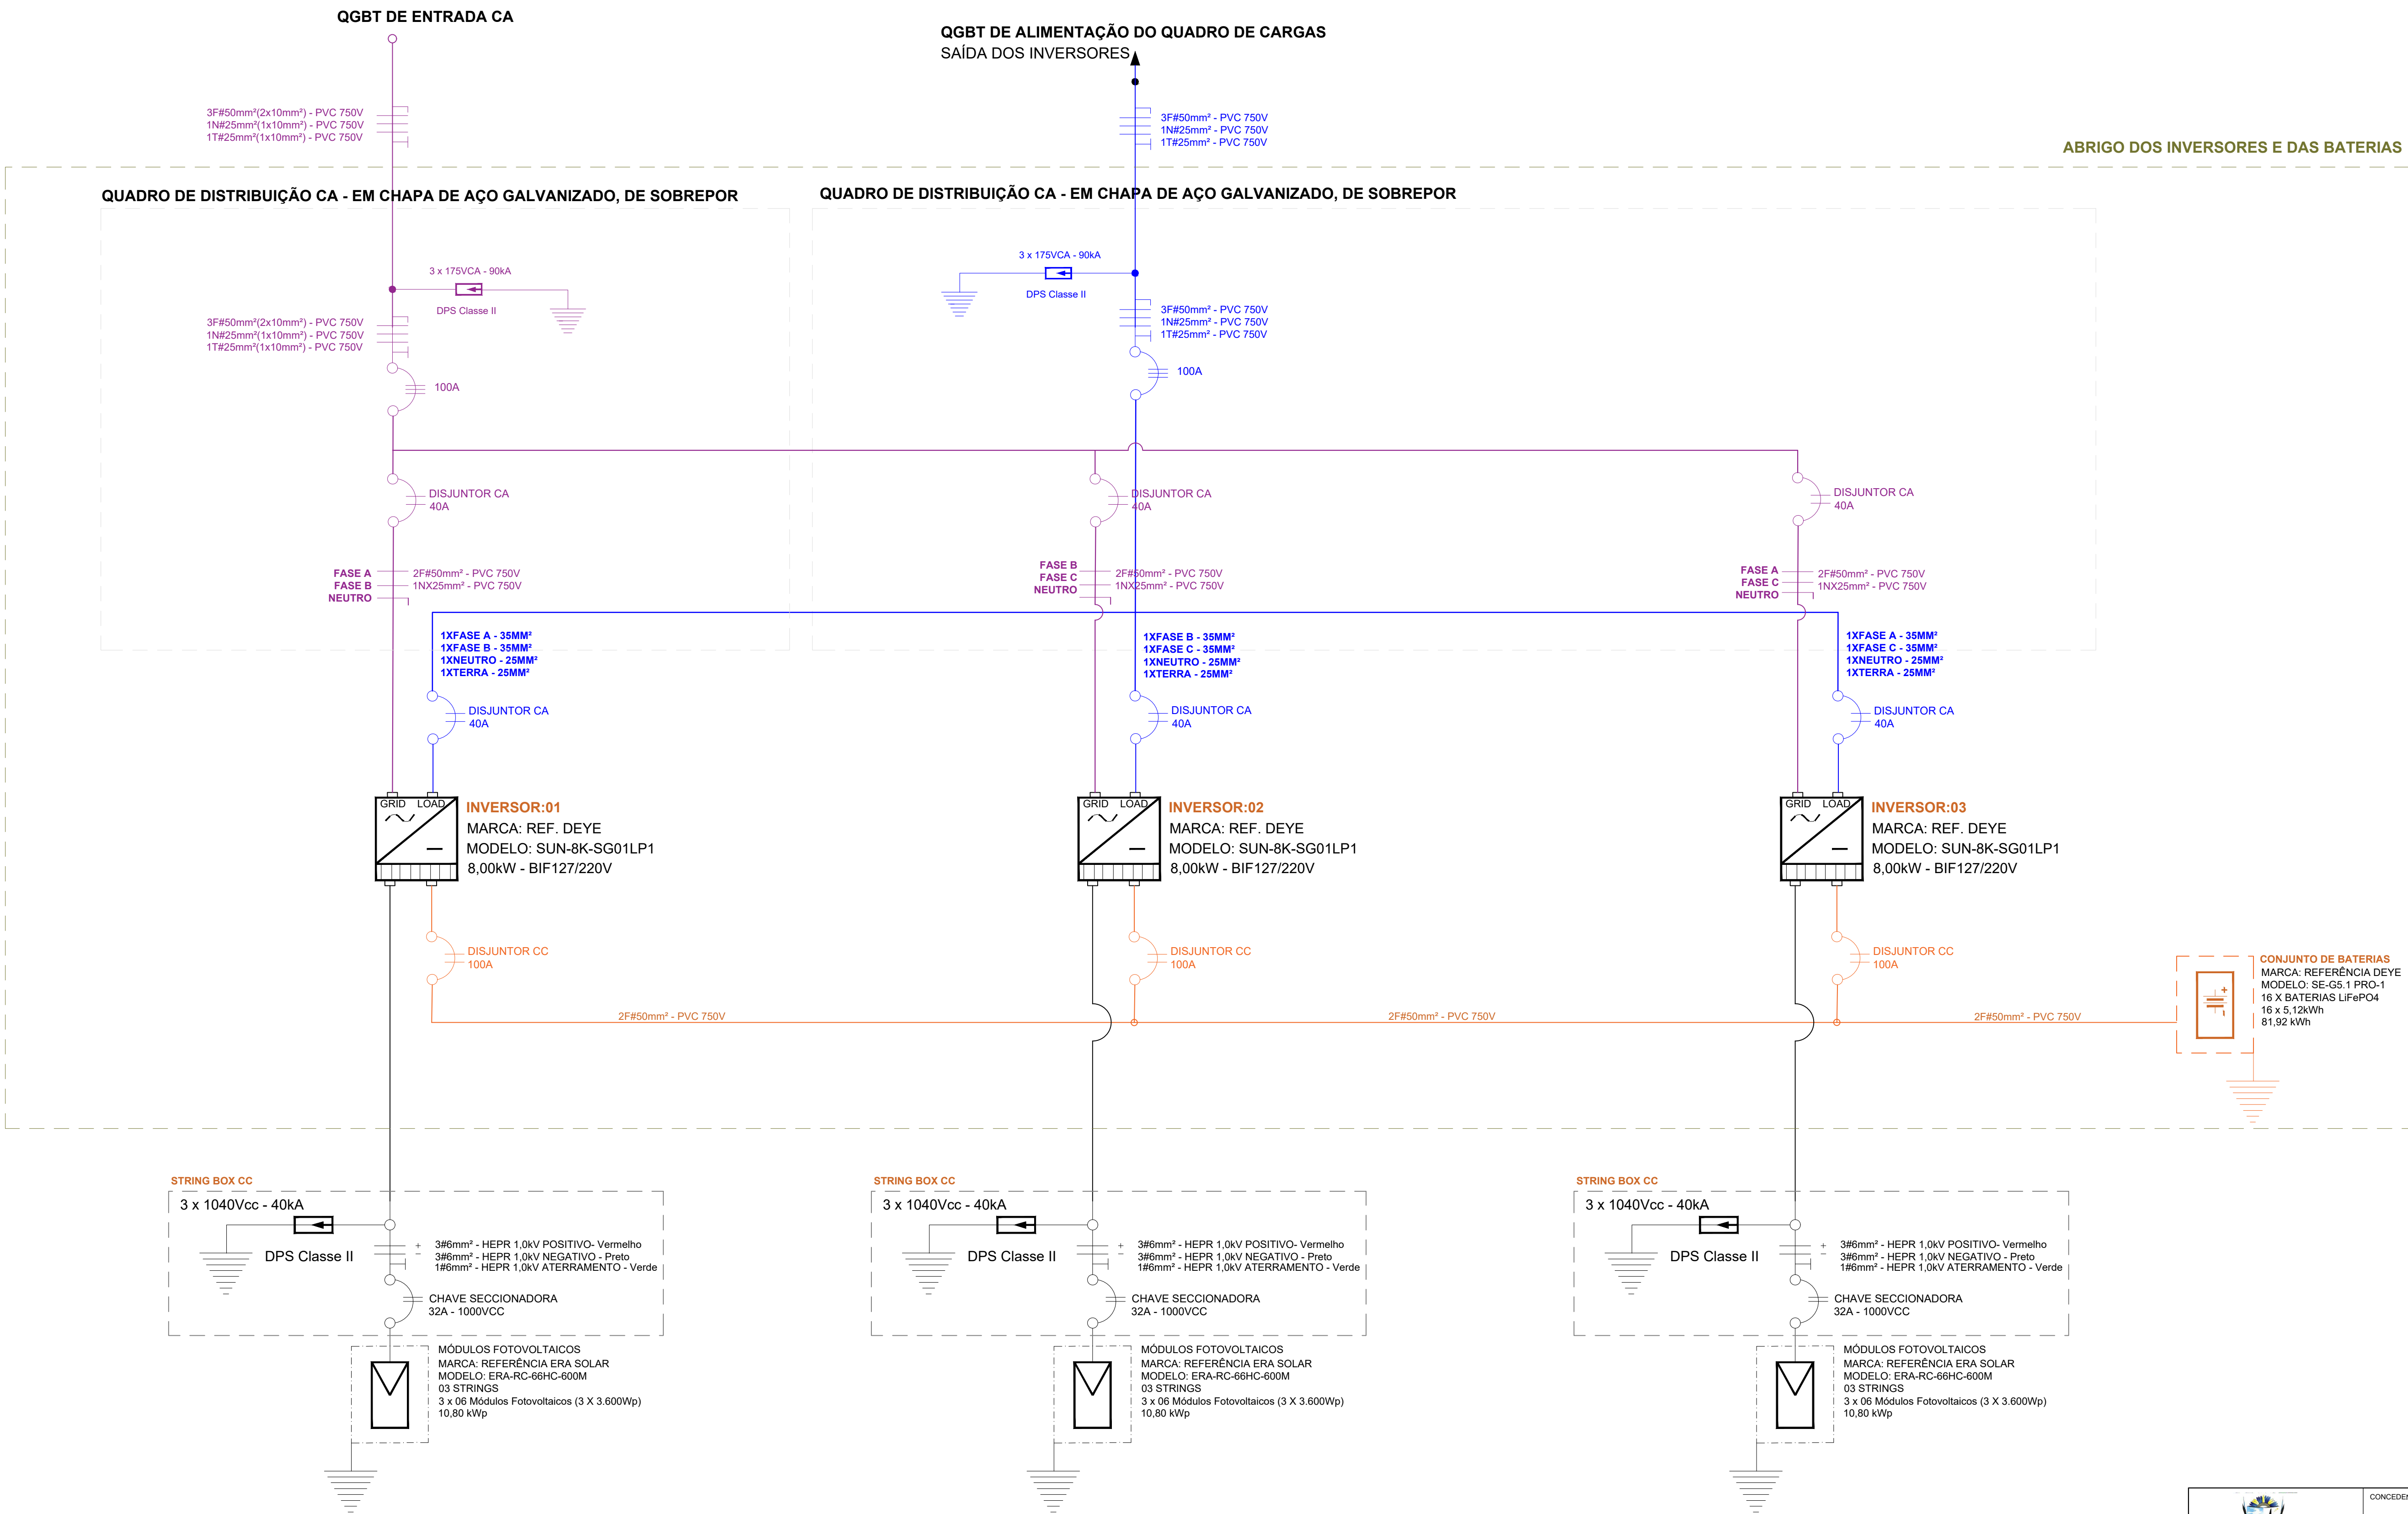 QGBT DE ENTRADA CA
QGBT DE ALIMENTAÇÃO DO QUADRO DE CARGAS
SAÍDA DOS INVERSORES
3F#50mm²(2x10mm²) - PVC 750V
1N#25mm²(1x10mm²) - PVC 750V
1T#25mm²(1x10mm²) - PVC 750V
3F#50mm² - PVC 750V
1N#25mm² - PVC 750V
1T#25mm² - PVC 750V
ABRIGO DOS INVERSORES E DAS BATERIAS
QUADRO DE DISTRIBUIÇÃO CA - EM CHAPA DE AÇO GALVANIZADO, DE SOBREPOR
QUADRO DE DISTRIBUIÇÃO CA - EM CHAPA DE AÇO GALVANIZADO, DE SOBREPOR
3 x 175VCA - 90kA
DPS Classe II
3F#50mm²(2x10mm²) - PVC 750V
1N#25mm²(1x10mm²) - PVC 750V
1T#25mm²(1x10mm²) - PVC 750V
100A
3 x 175VCA - 90kA
DPS Classe II
3F#50mm² - PVC 750V
1N#25mm² - PVC 750V
1T#25mm² - PVC 750V
100A
DISJUNTOR CA
40A
DISJUNTOR CA
40A
DISJUNTOR CA
40A
FASE A
FASE B
NEUTRO
2F#50mm² - PVC 750V
1NX25mm² - PVC 750V
FASE B
FASE C
NEUTRO
2F#50mm² - PVC 750V
1NX25mm² - PVC 750V
FASE A
FASE C
NEUTRO
2F#50mm² - PVC 750V
1NX25mm² - PVC 750V
1XFASE A - 35MM²
1XFASE B - 35MM²
1XNEUTRO - 25MM²
1XTERRA - 25MM²
1XFASE B - 35MM²
1XFASE C - 35MM²
1XNEUTRO - 25MM²
1XTERRA - 25MM²
1XFASE A - 35MM²
1XFASE C - 35MM²
1XNEUTRO - 25MM²
1XTERRA - 25MM²
DISJUNTOR CA
40A
DISJUNTOR CA
40A
DISJUNTOR CA
40A
GRID LOAD
INVERSOR:01
MARCA: REF. DEYE
MODELO: SUN-8K-SG01LP1
8,00kW - BIF127/220V
GRID LOAD
INVERSOR:02
MARCA: REF. DEYE
MODELO: SUN-8K-SG01LP1
8,00kW - BIF127/220V
GRID LOAD
INVERSOR:03
MARCA: REF. DEYE
MODELO: SUN-8K-SG01LP1
8,00kW - BIF127/220V
DISJUNTOR CC
100A
DISJUNTOR CC
100A
DISJUNTOR CC
100A
2F#50mm² - PVC 750V
2F#50mm² - PVC 750V
2F#50mm² - PVC 750V
CONJUNTO DE BATERIAS
MARCA: REFERÊNCIA DEYE
MODELO: SE-G5.1 PRO-1
16 X BATERIAS LiFePO4
16 x 5,12kWh
81,92 kWh
STRING BOX CC
3 x 1040Vcc - 40kA
DPS Classe II
+
−
3#6mm² - HEPR 1,0kV POSITIVO- Vermelho
3#6mm² - HEPR 1,0kV NEGATIVO - Preto
1#6mm² - HEPR 1,0kV ATERRAMENTO - Verde
CHAVE SECCIONADORA
32A - 1000VCC
STRING BOX CC
3 x 1040Vcc - 40kA
DPS Classe II
+
−
3#6mm² - HEPR 1,0kV POSITIVO- Vermelho
3#6mm² - HEPR 1,0kV NEGATIVO - Preto
1#6mm² - HEPR 1,0kV ATERRAMENTO - Verde
CHAVE SECCIONADORA
32A - 1000VCC
STRING BOX CC
3 x 1040Vcc - 40kA
DPS Classe II
+
−
3#6mm² - HEPR 1,0kV POSITIVO- Vermelho
3#6mm² - HEPR 1,0kV NEGATIVO - Preto
1#6mm² - HEPR 1,0kV ATERRAMENTO - Verde
CHAVE SECCIONADORA
32A - 1000VCC
MÓDULOS FOTOVOLTAICOS
MARCA: REFERÊNCIA ERA SOLAR
MODELO: ERA-RC-66HC-600M
03 STRINGS
3 x 06 Módulos Fotovoltaicos (3 X 3.600Wp)
10,80 kWp
MÓDULOS FOTOVOLTAICOS
MARCA: REFERÊNCIA ERA SOLAR
MODELO: ERA-RC-66HC-600M
03 STRINGS
3 x 06 Módulos Fotovoltaicos (3 X 3.600Wp)
10,80 kWp
MÓDULOS FOTOVOLTAICOS
MARCA: REFERÊNCIA ERA SOLAR
MODELO: ERA-RC-66HC-600M
03 STRINGS
3 x 06 Módulos Fotovoltaicos (3 X 3.600Wp)
10,80 kWp